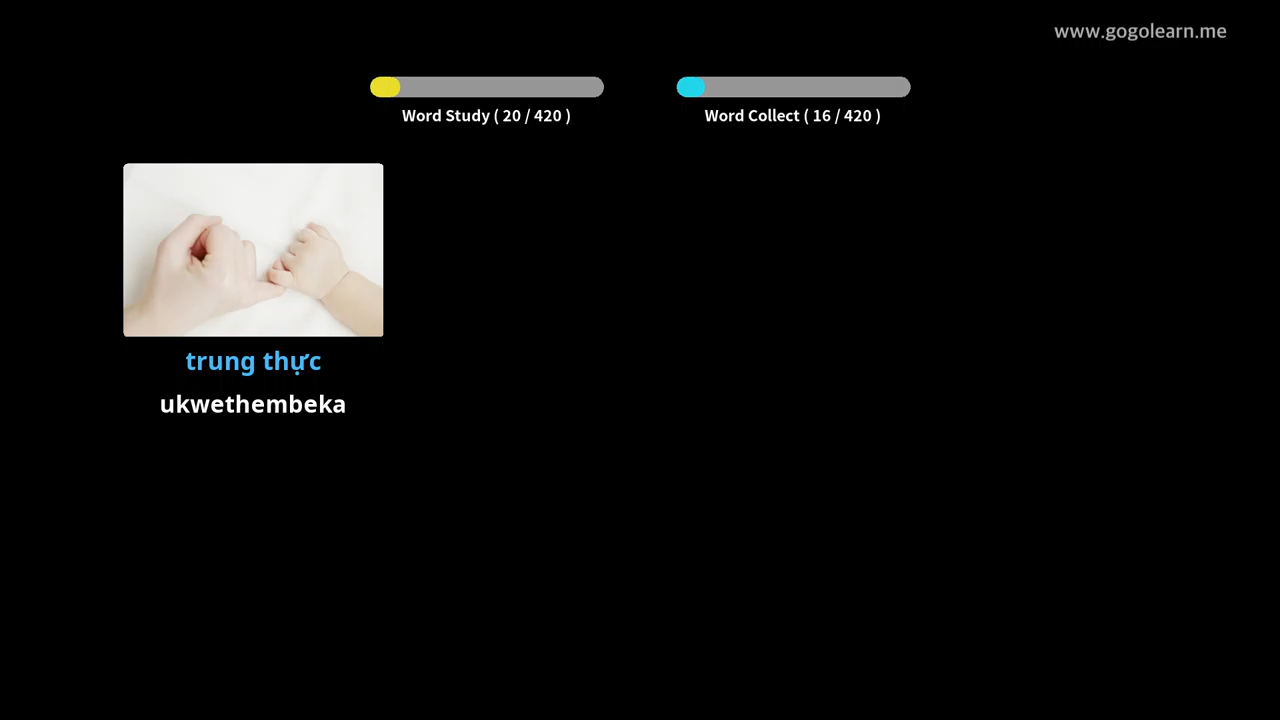 www.gogolearn.me
Word Study ( 20 / 420 )
Word Collect ( 16 / 420 )
trung thực
ukwethembeka